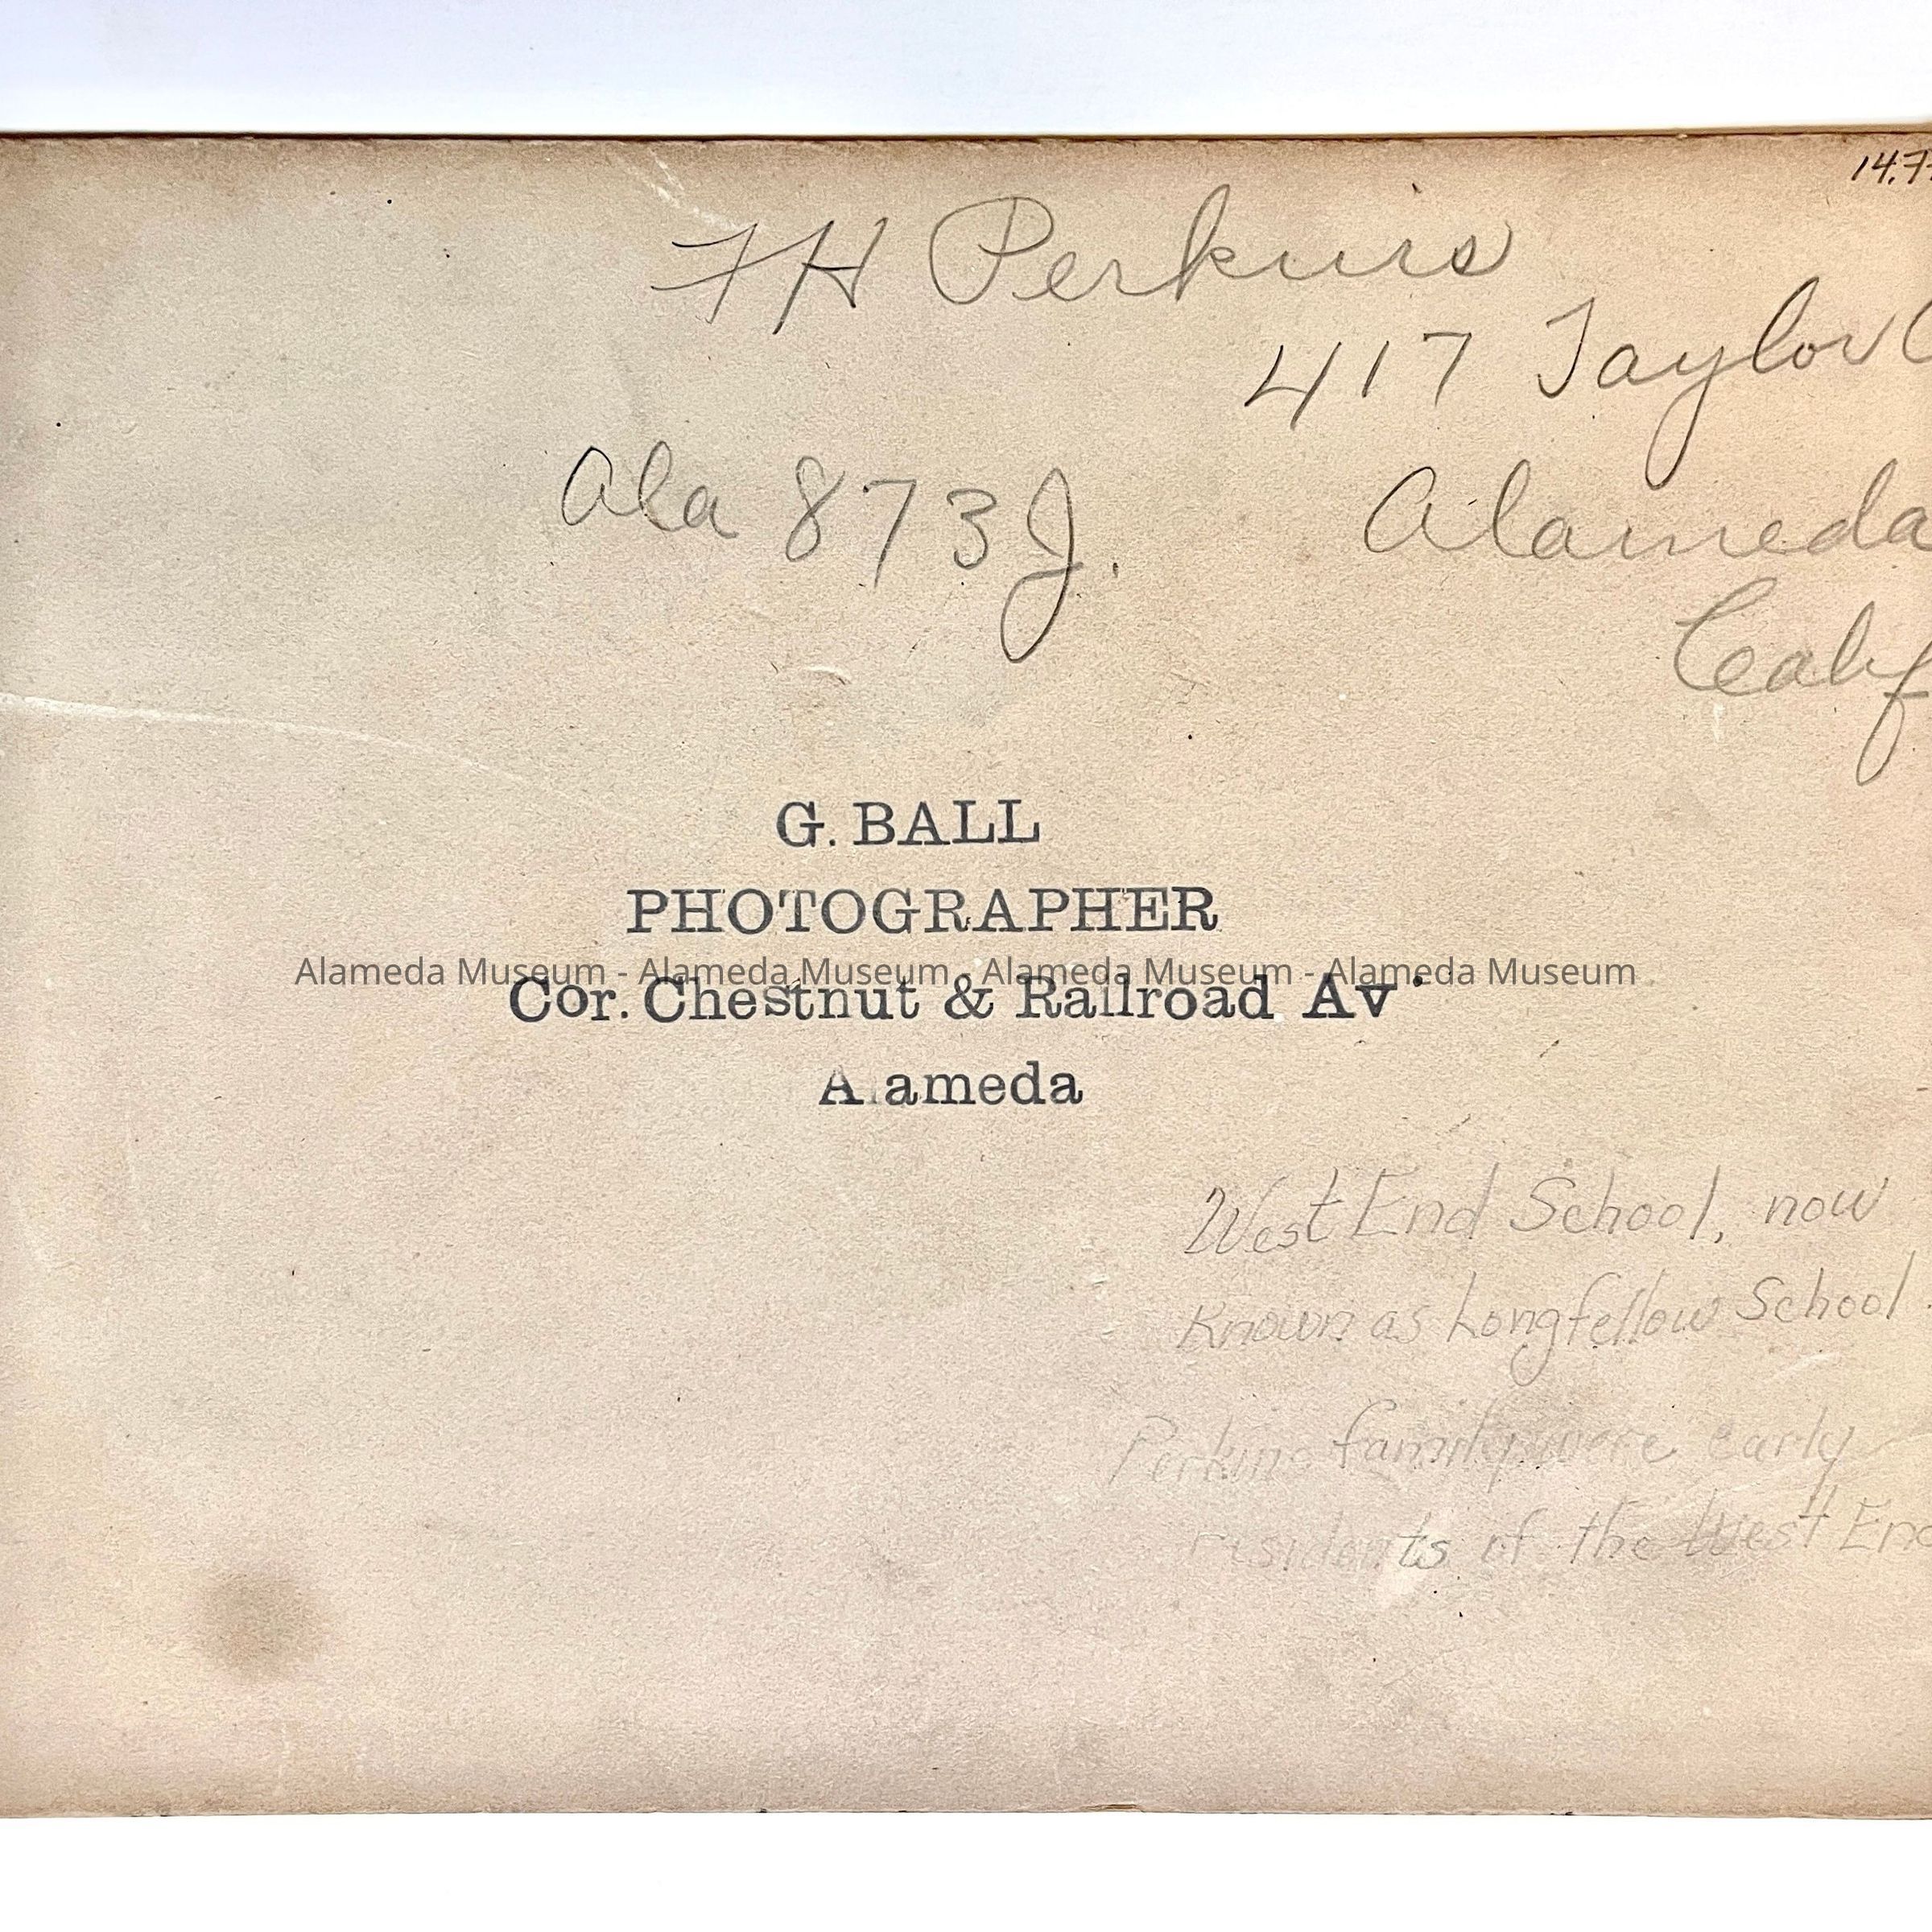 14.7
FH Perkins
417 Taylor
Ala 873J.
Alameda
Calif
G. BALL
PHOTOGRAPHER
Alameda Museum - Alameda Museum - Alameda Museum - Alameda Museum
Cor. Chestnut & Railroad Av
Alameda
West End School, now
Known as Longfellow School
Perkins family were early
residents of the West End